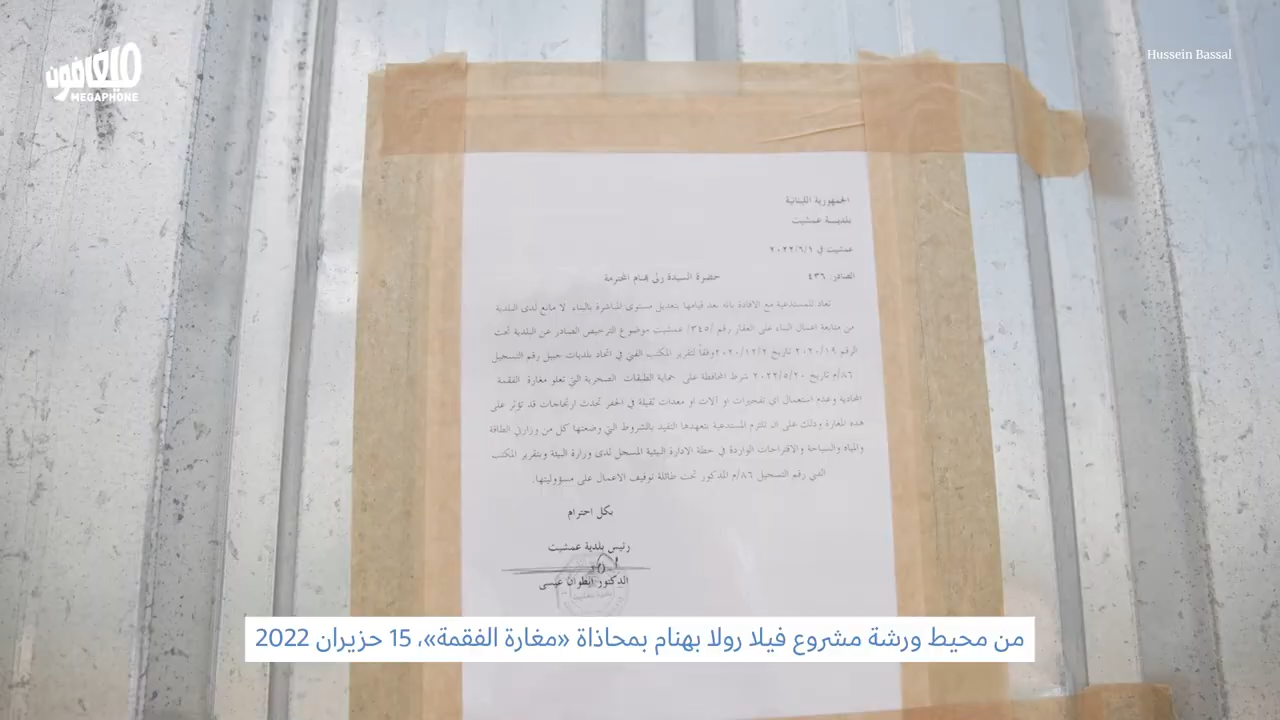 ميغافون
MEGAPHONE
Hussein Bassal
الجمهورية اللبنانية
بلديـة عمشيت
عمشيت في ٢٠٢٢/٦/١
الصادر: ٤٣٦
حضرة السيدة رلى بهنام المحترمة
تعاد للمستدعية مع الافادة بانه بعد قيامها بتعديل مستوى المباشرة بالبناء لا مانع لدى البلدية
من متابعة اعمال البناء على العقار رقم /٣٤٥/ عمشيت موضوع الترخيص الصادر عن البلدية تحت
الرقم ٢٠٢٠/١٩ تاريخ ٢٠٢٠/١٢/٢ وفقاً لتقرير المكتب الفني في اتحاد بلديات جبيل رقم التسجيل
٨٦/م تاريخ ٢٠٢٢/٥/٢٠ شرط المحافظة على حماية الطبقات الصخرية التي تعلو مغارة الفقمة
المحاذية وعدم استعمال اي تفجيرات او آلات او معدات ثقيلة في الحفر تحدث ارتجاجات قد تؤثر على
هذه المغارة وذلك على ان تلتزم المستدعية بتعهدها التقيد بالشروط التي وضعتها كل من وزارتي الطاقة
والمياه والسياحة والاقتراحات الواردة في خطة الادارة البيئية المسجل لدى وزارة البيئة وبتقرير المكتب
الفني رقم التسجيل ٨٦/م المذكور تحت طائلة توقيف الاعمال على مسؤوليتها.
بكل احترام
رئيس بلدية عمشيت
الدكتور انطوان عيسى
من محيط ورشة مشروع فيلا رولا بهنام بمحاذاة «مغارة الفقمة»، 15 حزيران 2022